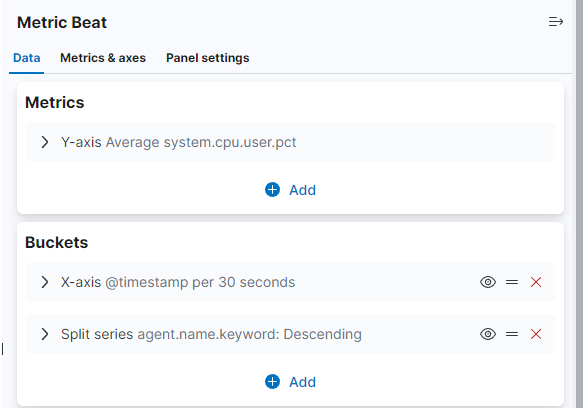 Metric Beat
Data Metrics & axes Panel settings
Metrics
Y-axis Average system.cpu.user.pct
Add
Buckets
X-axis @timestamp per 30 seconds
Split series agent.name.keyword: Descending
Add